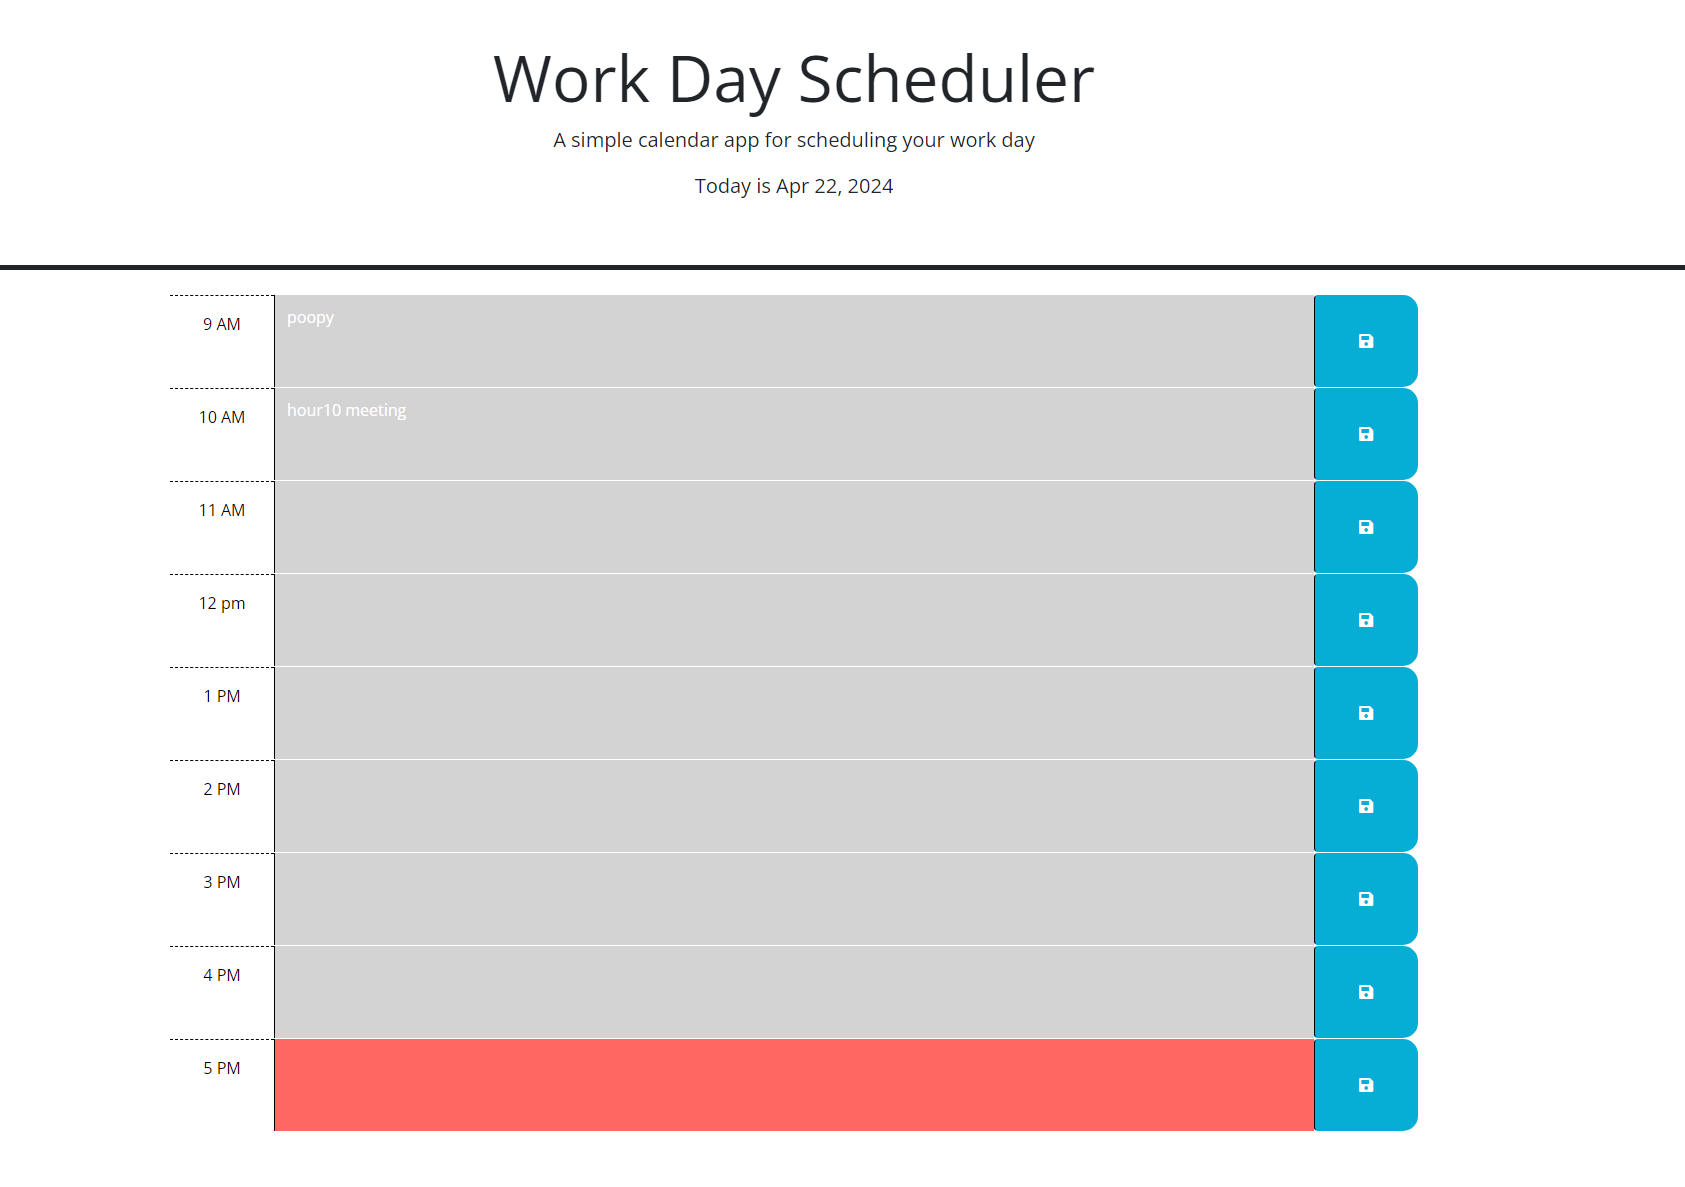 Work Day Scheduler
A simple calendar app for scheduling your work day
Today is Apr 22, 2024
9 AM
poopy
10 AM
hour10 meeting
11 AM
12 pm
1 PM
2 PM
3 PM
4 PM
5 PM